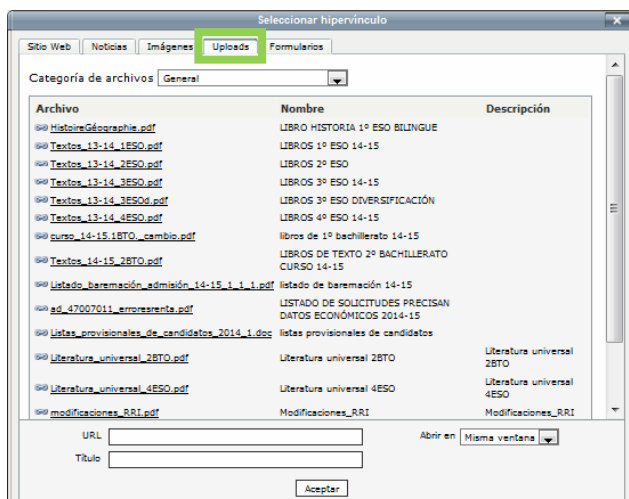 Seleccionar hipervínculo
Sitio Web Noticias Imágenes Uploads Formularios
Categoría de archivos General
Archivo Nombre Descripción
HistoireGéographie.pdf LIBRO HISTORIA 1º ESO BILINGUE
Textos_13-14_1ESO.pdf LIBROS 1º ESO 14-15
Textos_13-14_2ESO.pdf LIBROS 2º ESO
Textos_13-14_3ESO.pdf LIBROS 3º ESO 14-15
Textos_13-14_3ESOd.pdf LIBROS 3º ESO DIVERSIFICACIÓN
Textos_13-14_4ESO.pdf LIBROS 4º ESO 14-15
curso_14-15.1BTO._cambio.pdf libros de 1º bachillerato 14-15
Textos_14-15_2BTO.pdf LIBROS DE TEXTO 2º BACHILLERATO
CURSO 14-15
Listado_baremación_admisión_14-15_1_1_1.pdf listado de baremación 14-15
ad_47007011_erroresrenta.pdf LISTADO DE SOLICITUDES PRECISAN
DATOS ECONÓMICOS 2014-15
Listas_provisionales_de_candidatos_2014_1.doc listas provisionales de candidatos
Literatura_universal_2BTO.pdf Literatura universal 2BTO Literatura universal
2BTO
Literatura_universal_4ESO.pdf Literatura universal 4ESO Literatura universal
4ESO
modificaciones_RRI.pdf Modificaciones_RRI Modificaciones_RRI
URL Abrir en Misma ventana
Título
Aceptar